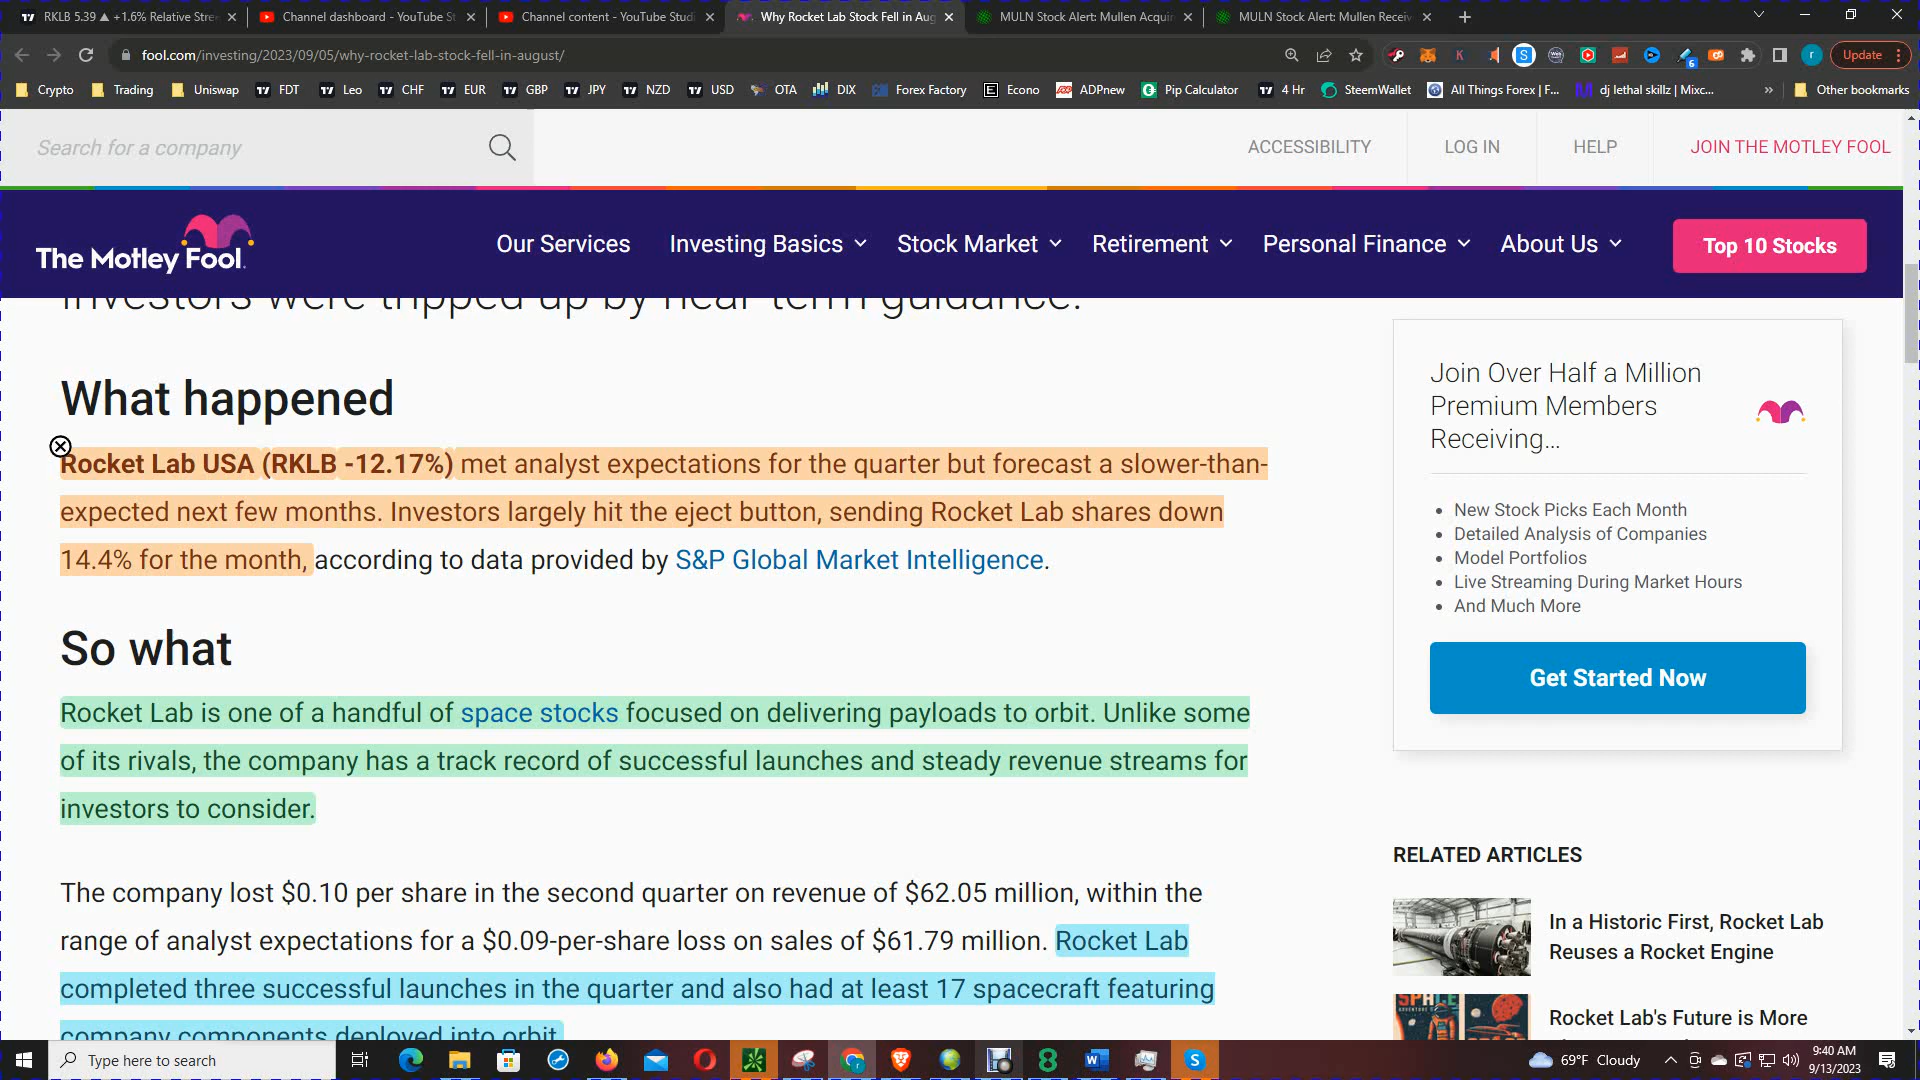 RKLB 5.39 ▲ +1.6% Relative Stre
Channel dashboard - YouTube St
Channel content - YouTube Studi
Why Rocket Lab Stock Fell in Aug
MULN Stock Alert: Mullen Acquir
MULN Stock Alert: Mullen Receiv
fool.com/investing/2023/09/05/why-rocket-lab-stock-fell-in-august/
Update
Crypto Trading Uniswap FDT Leo CHF EUR GBP JPY NZD USD OTA DIX Forex Factory Econo ADPnew Pip Calculator 4 Hr SteemWallet All Things Forex | F... dj lethal skillz | Mixc... » Other bookmarks
Search for a company
ACCESSIBILITY LOG IN HELP JOIN THE MOTLEY FOOL
The Motley Fool.
Our Services Investing Basics Stock Market Retirement Personal Finance About Us Top 10 Stocks
Investors were tripped up by near-term guidance.
What happened
Rocket Lab USA (RKLB -12.17%) met analyst expectations for the quarter but forecast a slower-than-
expected next few months. Investors largely hit the eject button, sending Rocket Lab shares down
14.4% for the month, according to data provided by S&P Global Market Intelligence.
So what
Rocket Lab is one of a handful of space stocks focused on delivering payloads to orbit. Unlike some
of its rivals, the company has a track record of successful launches and steady revenue streams for
investors to consider.
The company lost $0.10 per share in the second quarter on revenue of $62.05 million, within the
range of analyst expectations for a $0.09-per-share loss on sales of $61.79 million. Rocket Lab
completed three successful launches in the quarter and also had at least 17 spacecraft featuring
company components deployed into orbit.
Join Over Half a Million
Premium Members
Receiving...
New Stock Picks Each Month
Detailed Analysis of Companies
Model Portfolios
Live Streaming During Market Hours
And Much More
Get Started Now
RELATED ARTICLES
In a Historic First, Rocket Lab
Reuses a Rocket Engine
SPACE
Rocket Lab's Future is More
Type here to search
69°F Cloudy
9:40 AM
9/13/2023